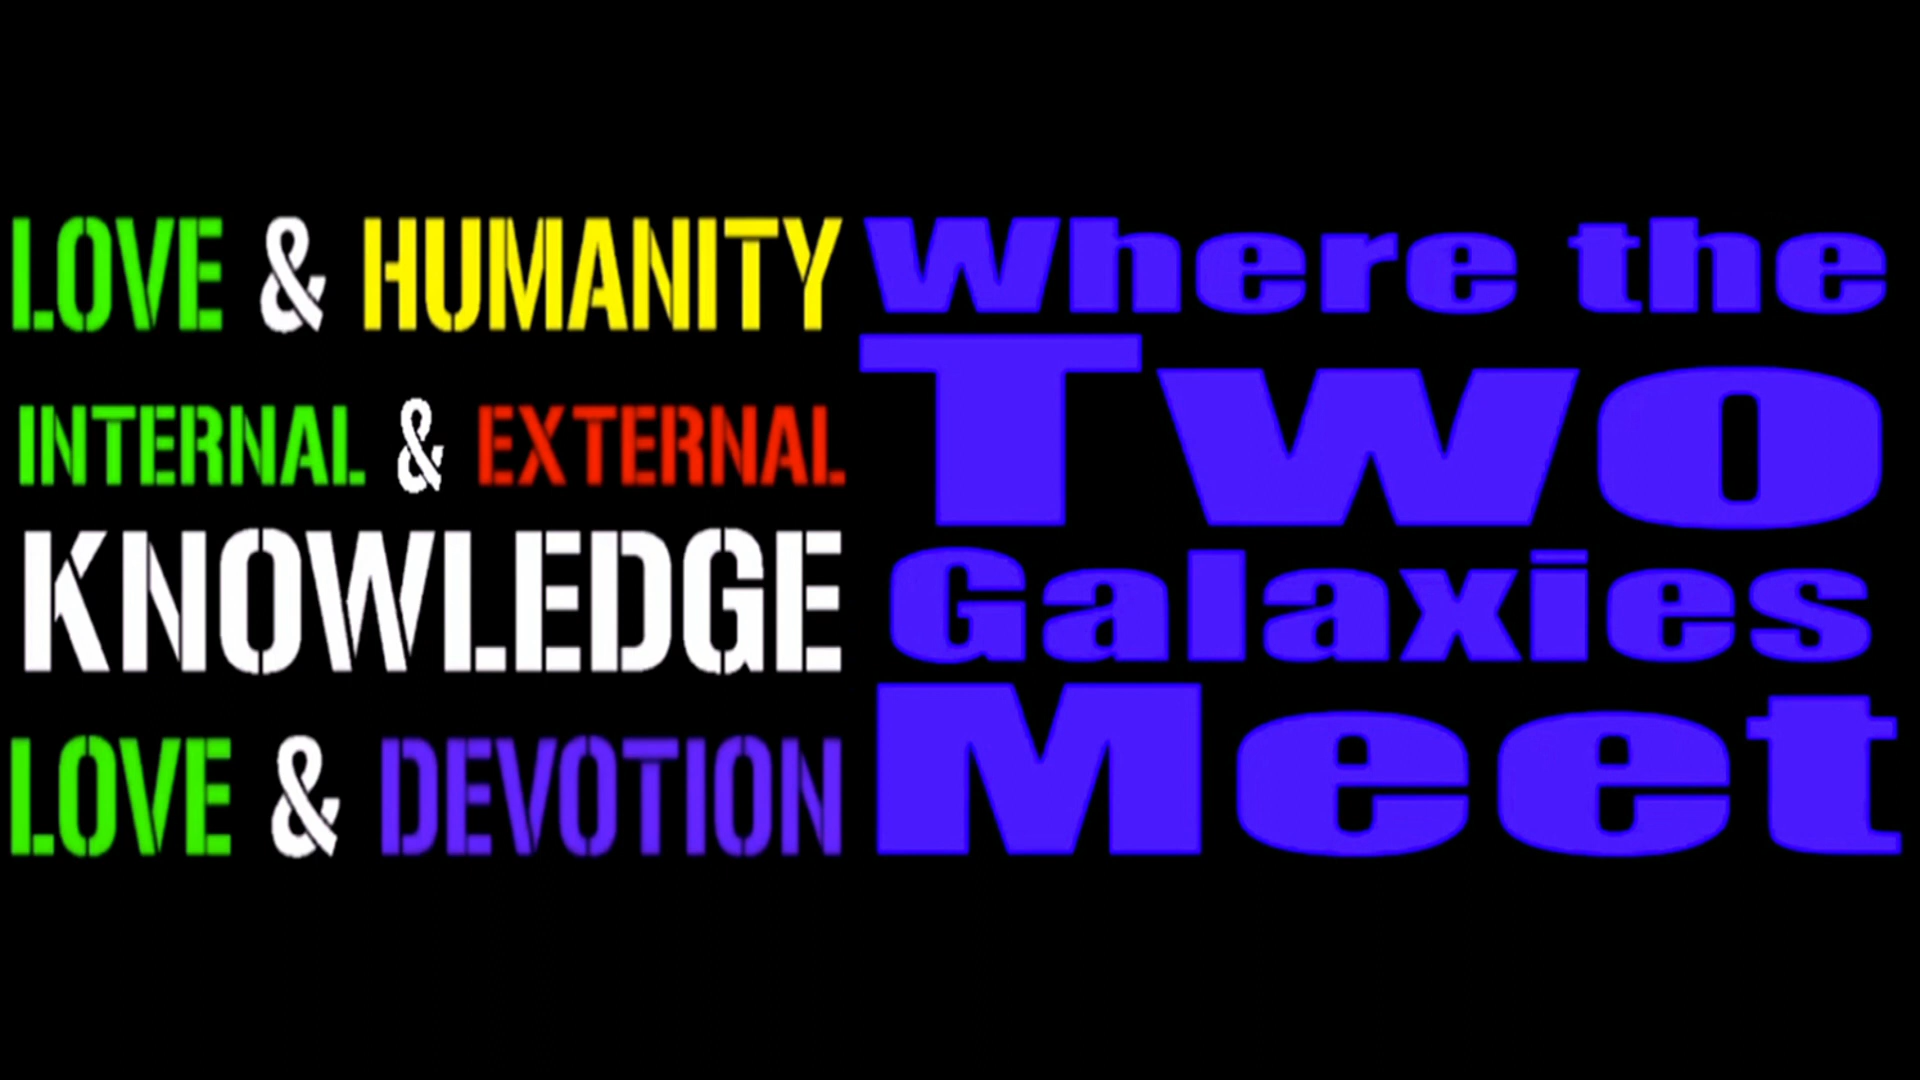 LOVE & HUMANITY
INTERNAL & EXTERNAL
KNOWLEDGE
LOVE & DEVOTION
Where the
Two
Galaxies
Meet